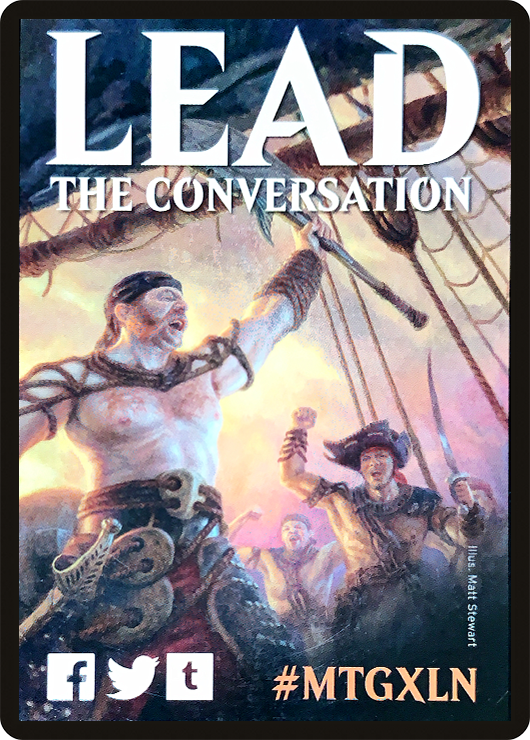 LEAD
THE CONVERSATION
Illus. Matt Stewart
f t
#MTGXLN